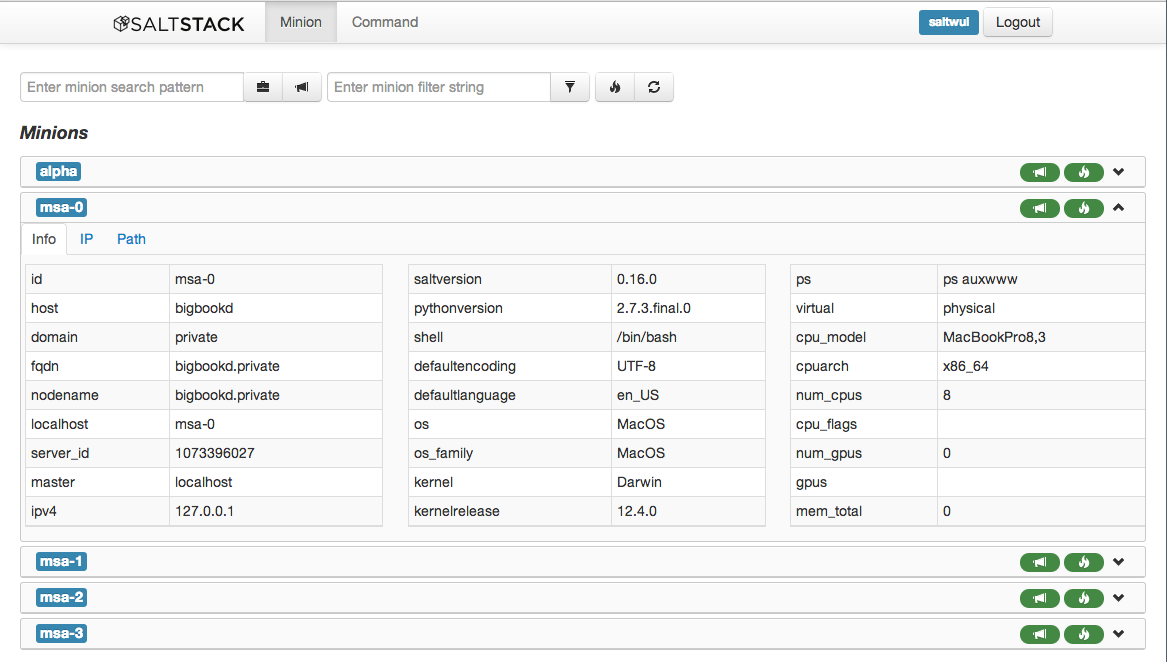 SALTSTACK Minion Command saltwui Logout
Enter minion search pattern Enter minion filter string
Minions
alpha
msa-0
Info IP Path
id msa-0 saltversion 0.16.0 ps ps auxwww
host bigbookd pythonversion 2.7.3.final.0 virtual physical
domain private shell /bin/bash cpu_model MacBookPro8,3
fqdn bigbookd.private defaultencoding UTF-8 cpuarch x86_64
nodename bigbookd.private defaultlanguage en_US num_cpus 8
localhost msa-0 os MacOS cpu_flags
server_id 1073396027 os_family MacOS num_gpus 0
master localhost kernel Darwin gpus
ipv4 127.0.0.1 kernelrelease 12.4.0 mem_total 0
msa-1
msa-2
msa-3